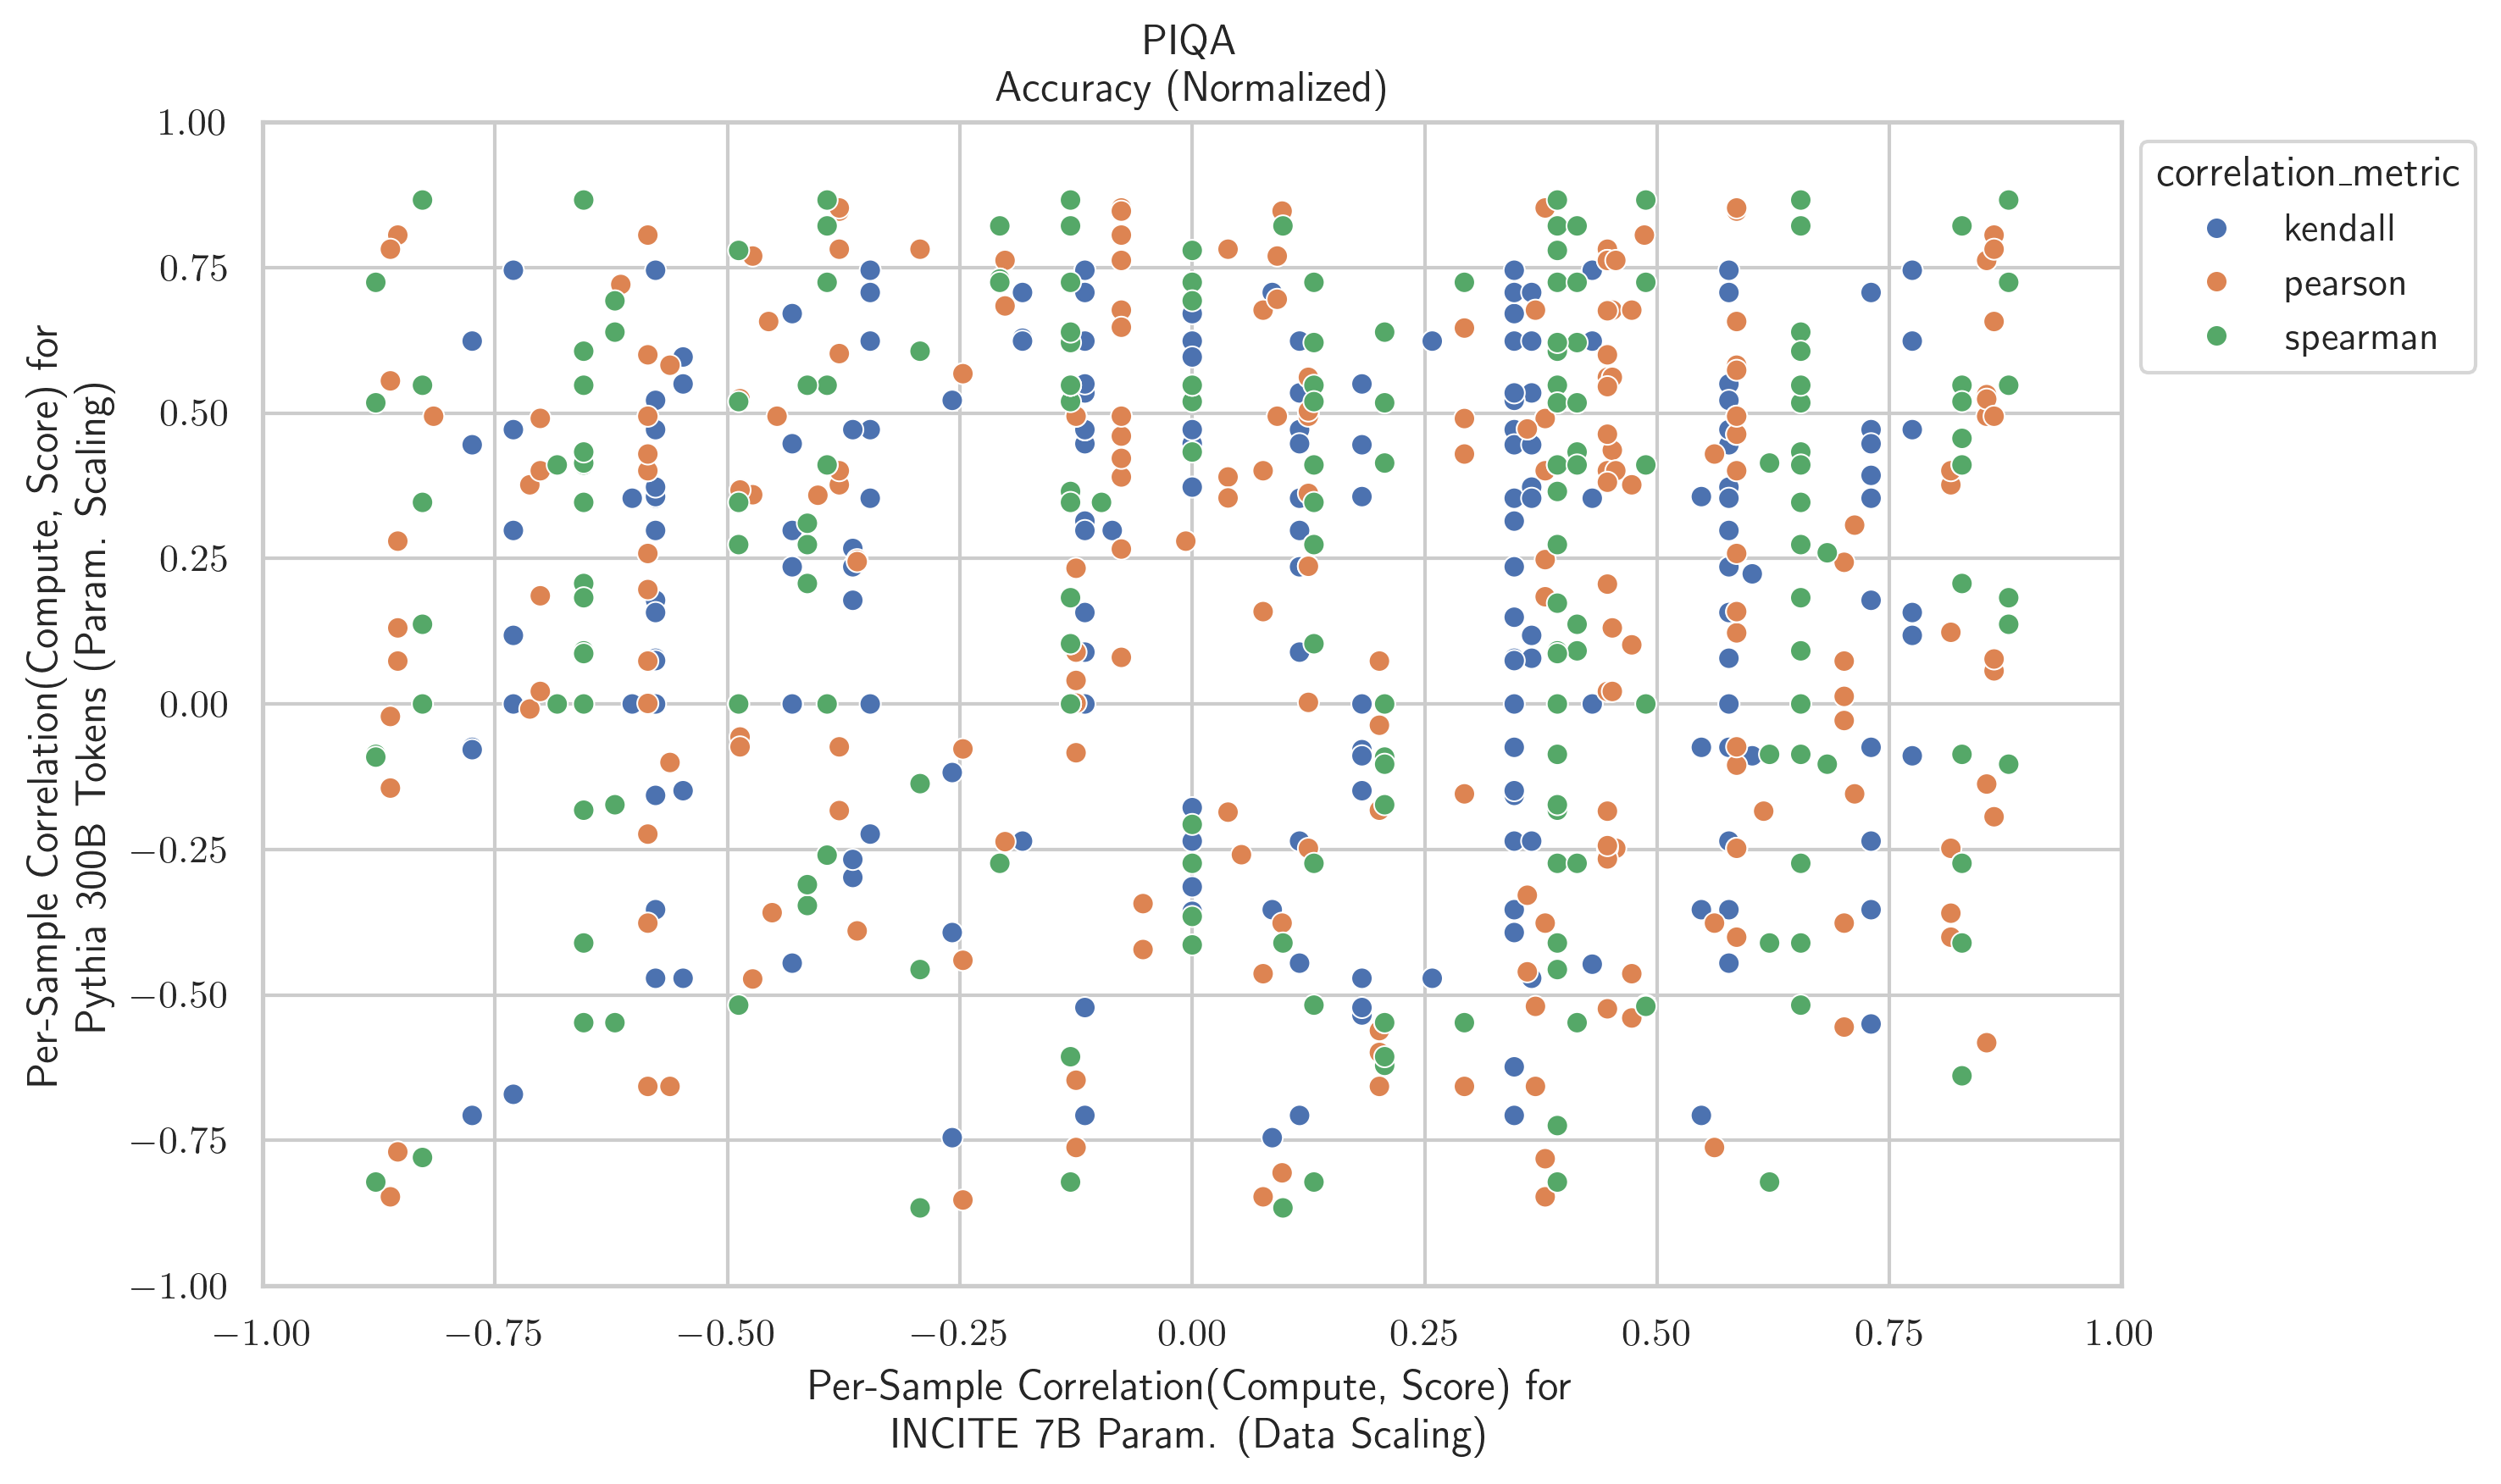 PIQA
Accuracy (Normalized)
Per-Sample Correlation(Compute, Score) for
Pythia 300B Tokens (Param. Scaling)
1.00
0.75
0.50
0.25
0.00
−0.25
−0.50
−0.75
−1.00
−1.00 −0.75 −0.50 −0.25 0.00 0.25 0.50 0.75 1.00
Per-Sample Correlation(Compute, Score) for
INCITE 7B Param. (Data Scaling)
correlation_metric
kendall
pearson
spearman